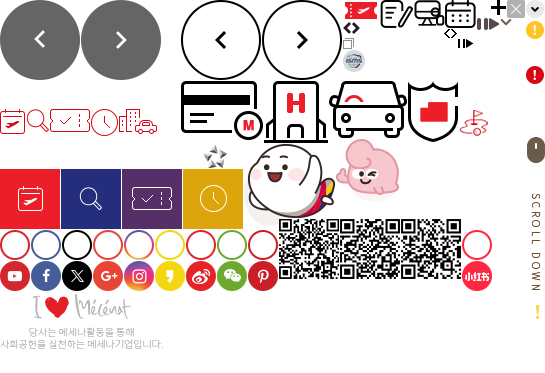 ISMS
M
H
SCROLL DOWN
G+
小红书
I ❤ Mécénat
당사는 메세나활동을 통해
사회공헌을 실천하는 메세나기업입니다.